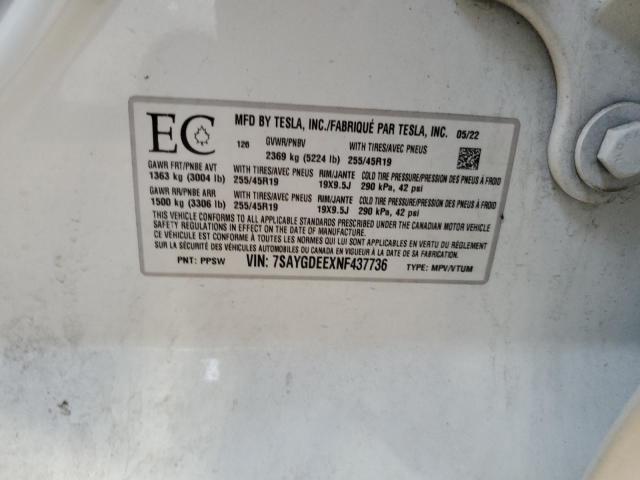 EC
MFD BY TESLA, INC./FABRIQUÉ PAR TESLA, INC. 05/22
126 GVWR/PNBV WITH TIRES/AVEC PNEUS
2369 kg (5224 lb) 255/45R19
GAWR FRT/PNBE AVT WITH TIRES/AVEC PNEUS RIM/JANTE COLD TIRE PRESSURE/PRESSION DES PNEUS À FROID
1363 kg (3004 lb) 255/45R19 19X9.5J 290 kPa, 42 psi
GAWR RR/PNBE ARR WITH TIRES/AVEC PNEUS RIM/JANTE COLD TIRE PRESSURE/PRESSION DES PNEUS À FROID
1500 kg (3306 lb) 255/45R19 19X9.5J 290 kPa, 42 psi
THIS VEHICLE CONFORMS TO ALL APPLICABLE STANDARDS PRESCRIBED UNDER THE CANADIAN MOTOR VEHICLE
SAFETY REGULATIONS IN EFFECT ON THE DATE OF MANUFACTURE
CE VÉHICULE EST CONFORME À TOUTES LES NORMES QUI LUI SONT APPLICABLES EN VERTU DU RÉGLEMENT
SUR LA SÉCURITÉ DES VÉHICULES AUTOMOBILES DU CANADA EN VIGUEUR À LA DATE DE SA FABRICATION
PNT: PPSW VIN: 7SAYGDEEXNF437736 TYPE: MPV/VTUM